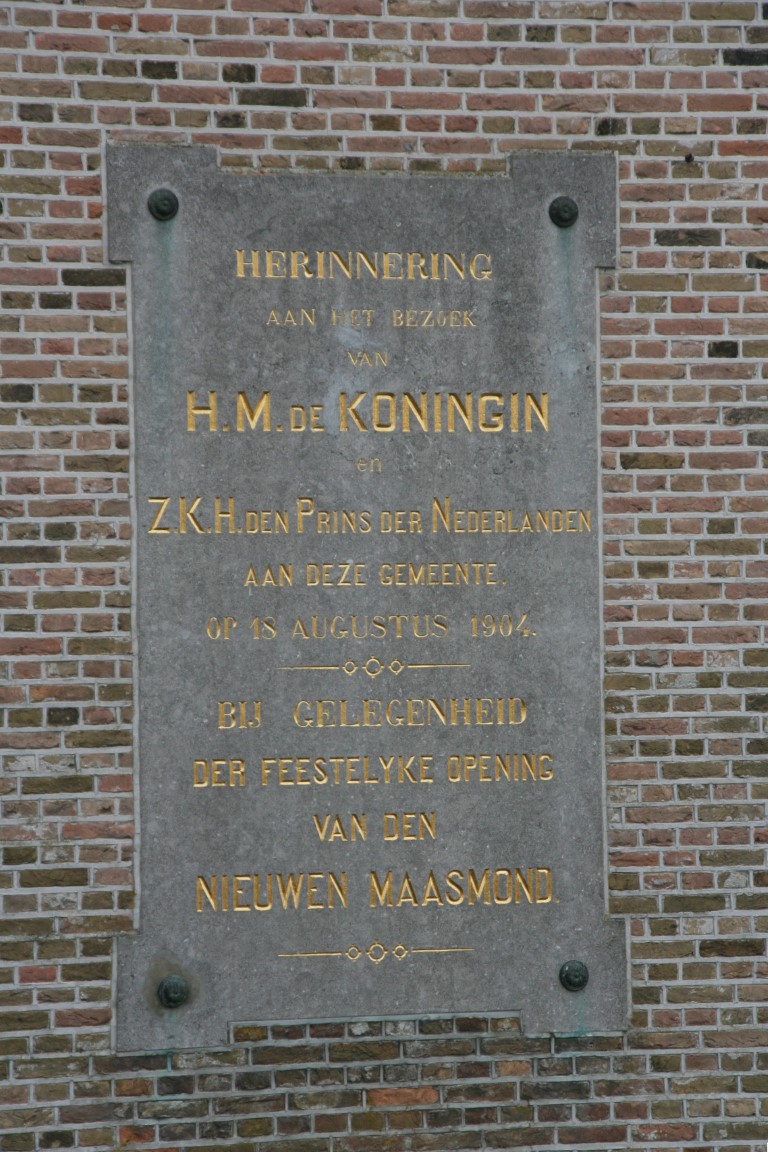 HERINNERING
AAN HET BEZOEK
VAN
H.M. DE KONINGIN
en
Z.K.H. DEN PRINS DER NEDERLANDEN
AAN DEZE GEMEENTE.
OP 18 AUGUSTUS 1904.
BIJ GELEGENHEID
DER FEESTELYKE OPENING
VAN DEN
NIEUWEN MAASMOND.